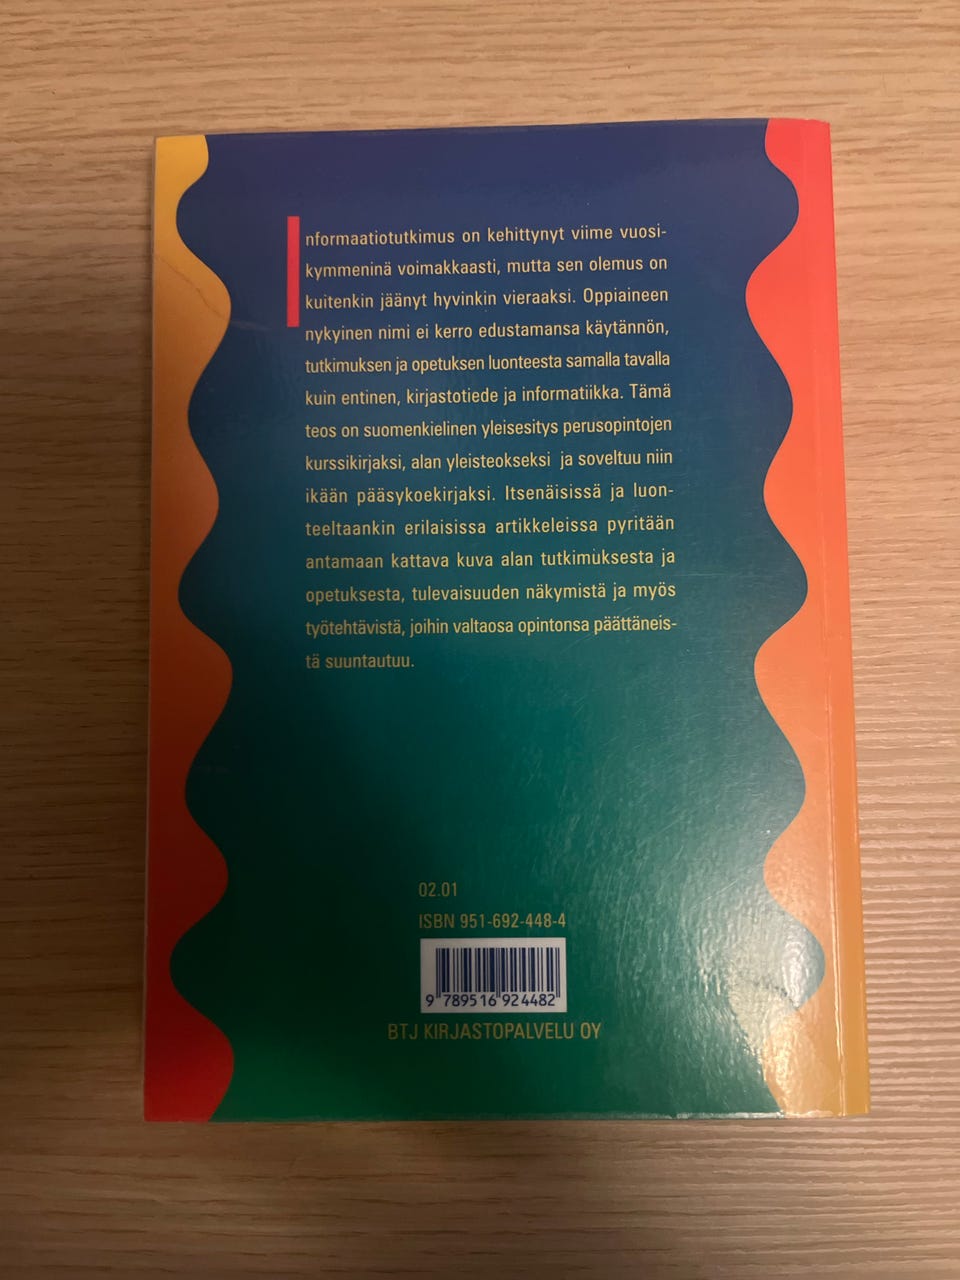 Informaatiotutkimus on kehittynyt viime vuosi-
kymmeninä voimakkaasti, mutta sen olemus on
kuitenkin jäänyt hyvinkin vieraaksi. Oppiaineen
nykyinen nimi ei kerro edustamansa käytännön,
tutkimuksen ja opetuksen luonteesta samalla tavalla
kuin entinen, kirjastotiede ja informatiikka. Tämä
teos on suomenkielinen yleisesitys perusopintojen
kurssikirjaksi, alan yleisteokseksi ja soveltuu niin
ikään pääsykoekirjaksi. Itsenäisissä ja luon-
teeltaankin erilaisissa artikkeleissa pyritään
antamaan kattava kuva alan tutkimuksesta ja
opetuksesta, tulevaisuuden näkymistä ja myös
työtehtävistä, joihin valtaosa opintonsa päättäneis-
tä suuntautuu.
02.01
ISBN 951-692-448-4
9 789516 924482
BTJ KIRJASTOPALVELU OY